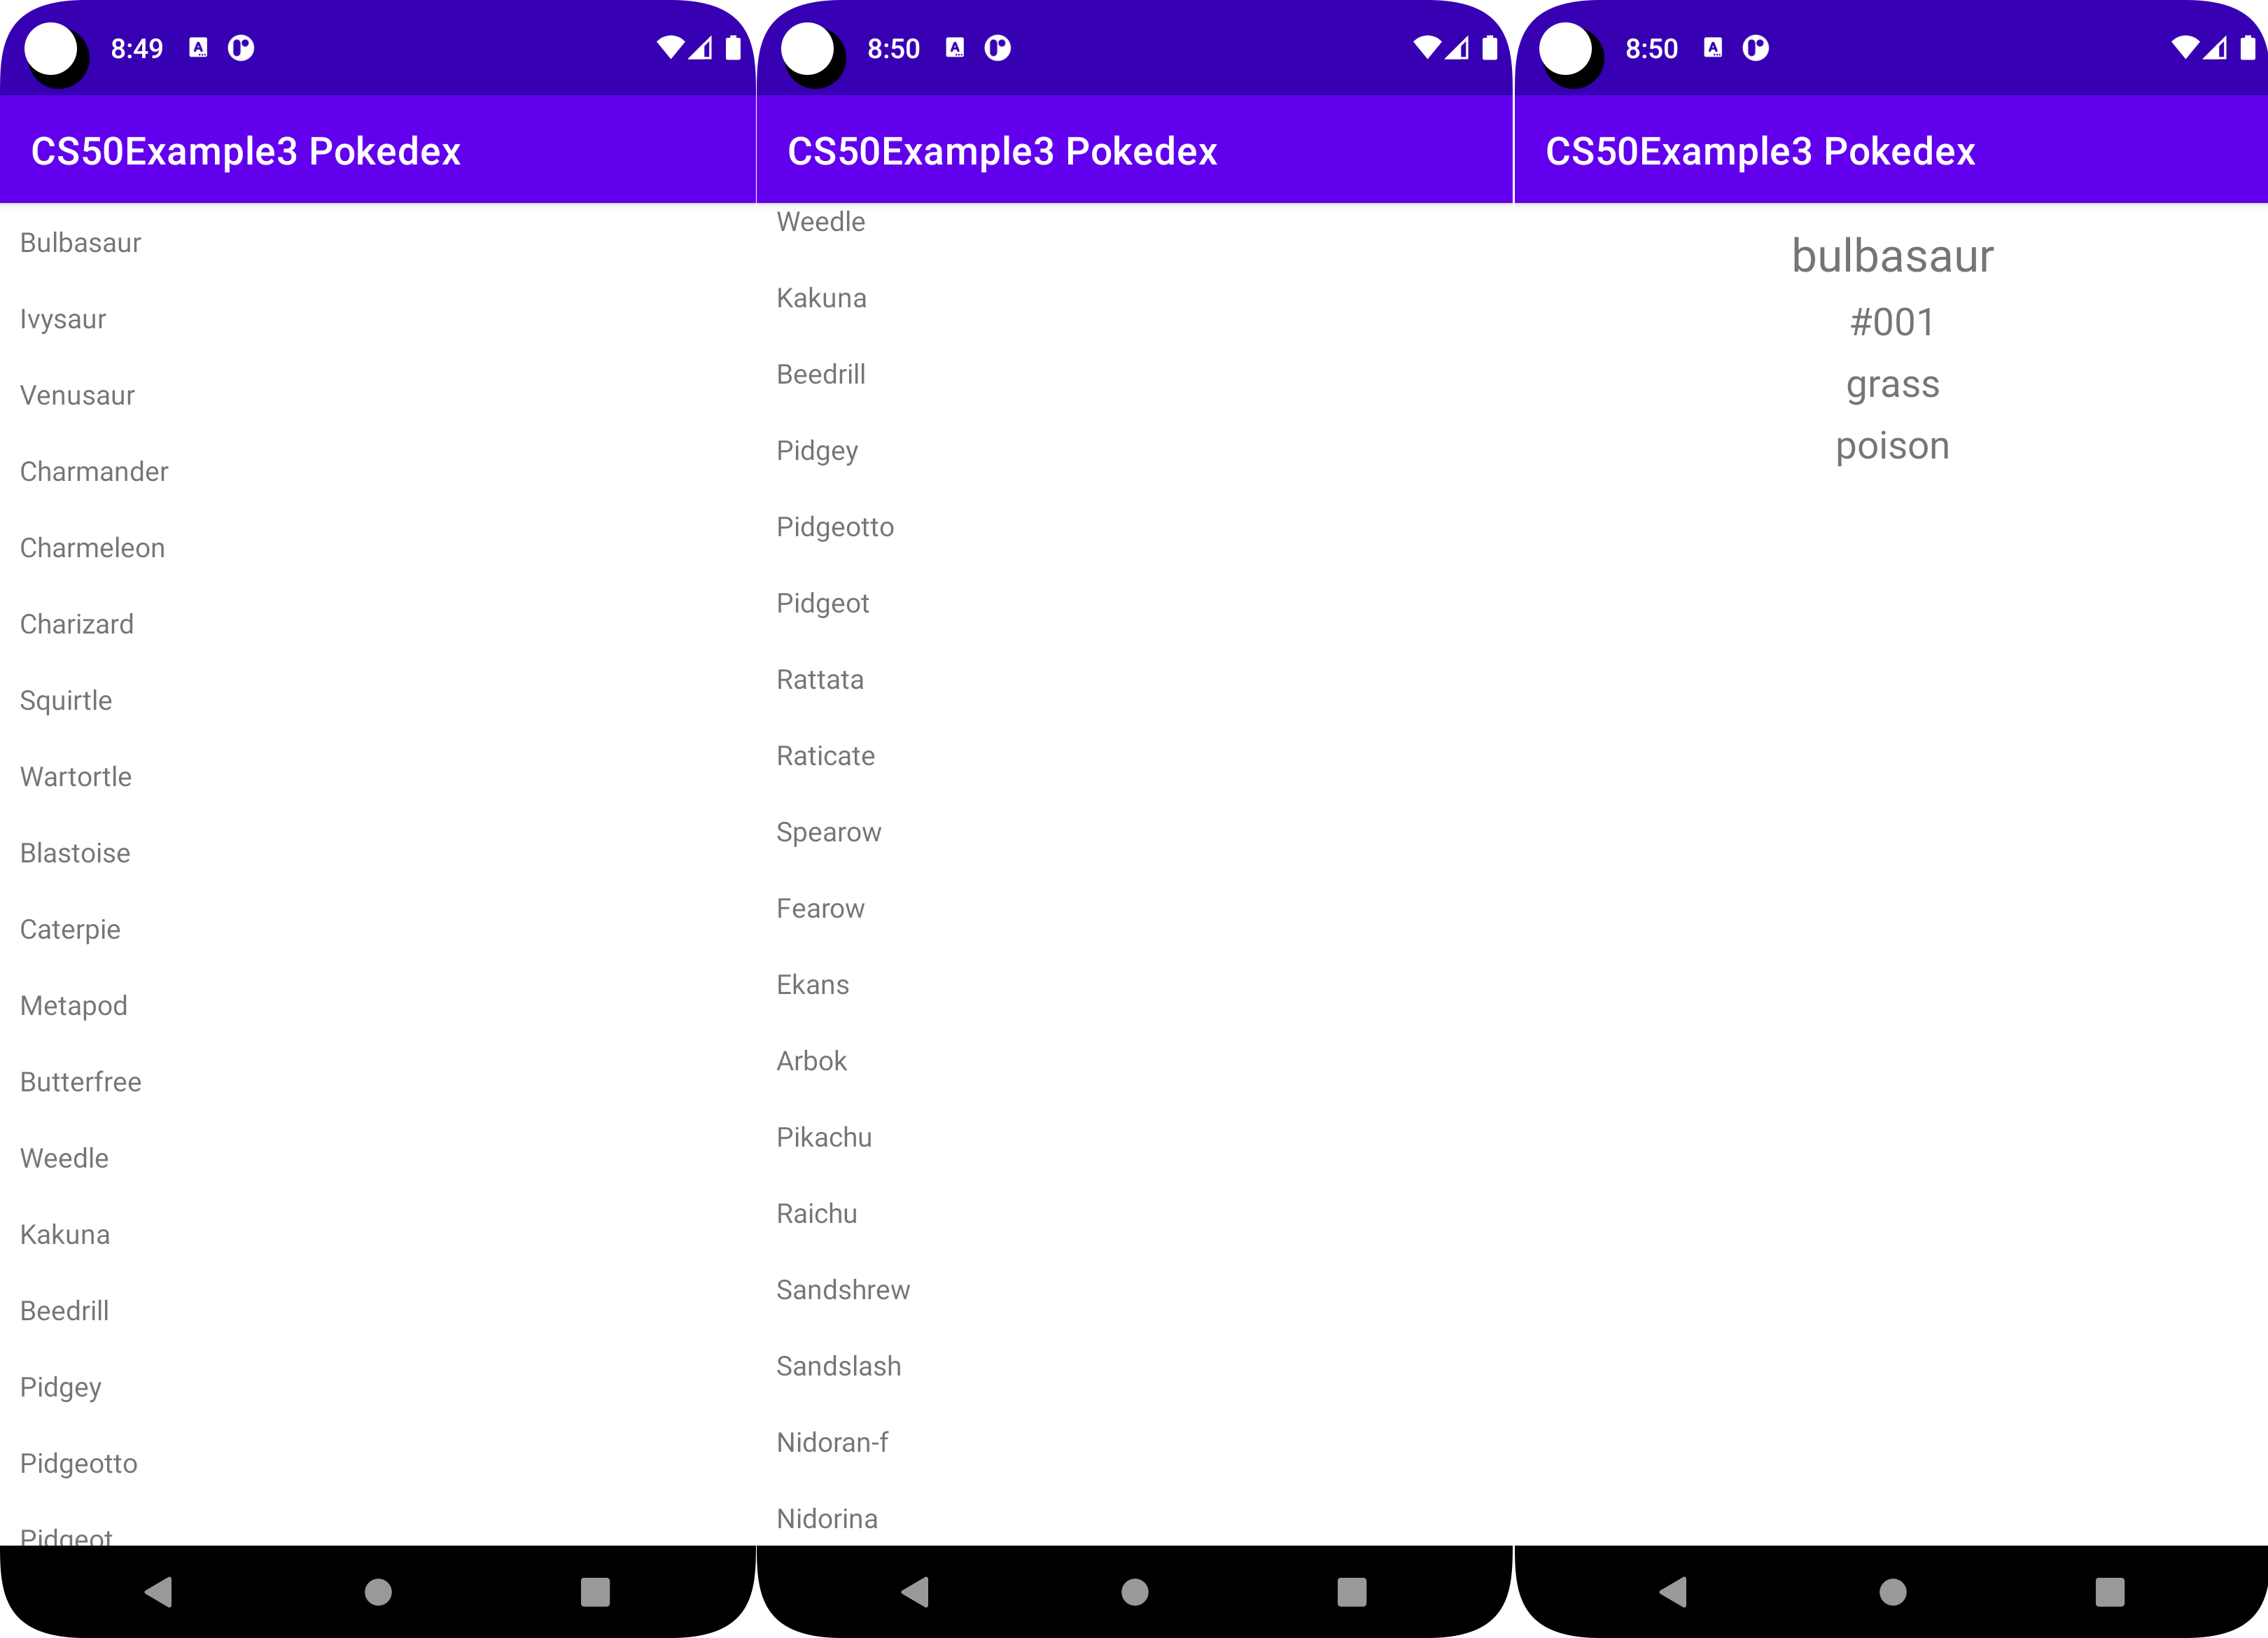 8:49
CS50Example3 Pokedex
Bulbasaur
Ivysaur
Venusaur
Charmander
Charmeleon
Charizard
Squirtle
Wartortle
Blastoise
Caterpie
Metapod
Butterfree
Weedle
Kakuna
Beedrill
Pidgey
Pidgeotto
Pidgeot
8:50
CS50Example3 Pokedex
Weedle
Kakuna
Beedrill
Pidgey
Pidgeotto
Pidgeot
Rattata
Raticate
Spearow
Fearow
Ekans
Arbok
Pikachu
Raichu
Sandshrew
Sandslash
Nidoran-f
Nidorina
8:50
CS50Example3 Pokedex
bulbasaur
#001
grass
poison